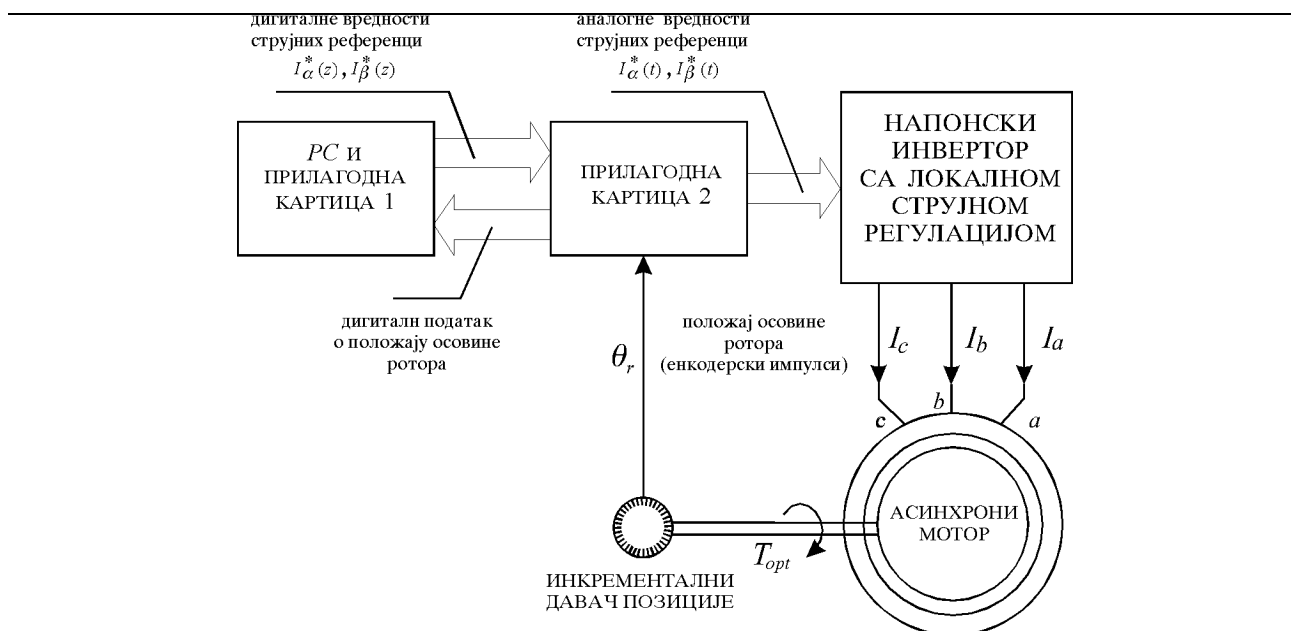 дигиталне вредности
струјних референци
I*α(z), I*β(z)
аналогне вредности
струјних референци
I*α(t), I*β(t)
PC И
ПРИЛАГОДНА
КАРТИЦА 1
ПРИЛАГОДНА
КАРТИЦА 2
НАПОНСКИ
ИНВЕРТОР
СА ЛОКАЛНОМ
СТРУЈНОМ
РЕГУЛАЦИЈОМ
дигиталн податак
о положају осовине
ротора
θr
положај осовине
ротора
(енкодерски импулси)
Ic
Ib
Ia
c
b
a
АСИНХРОНИ
МОТОР
Topt
ИНКРЕМЕНТАЛНИ
ДАВАЧ ПОЗИЦИЈЕ